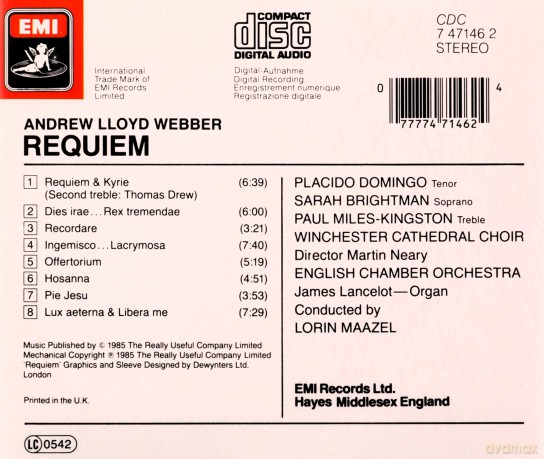 EMI
International
Trade Mark of
EMI Records
Limited
COMPACT
disc
DIGITAL AUDIO
Digital-Aufnahme
Digital Recording
Enregistrement numérique
Registrazione digitale
CDC
7 47146 2
STEREO
0 77774 71462 4
ANDREW LLOYD WEBBER
REQUIEM
1 Requiem & Kyrie (6:39)
(Second treble: Thomas Drew)
2 Dies irae...Rex tremendae (6:00)
3 Recordare (3:21)
4 Ingemisco...Lacrymosa (7:40)
5 Offertorium (5:19)
6 Hosanna (4:51)
7 Pie Jesu (3:53)
8 Lux aeterna & Libera me (7:29)
Music Published by © 1985 The Really Useful Company Limited
Mechanical Copyright ℗ 1985 The Really Useful Company Limited
'Requiem' Graphics and Sleeve Designed by Dewynters Ltd.
London
Printed in the U.K.
PLACIDO DOMINGO Tenor
SARAH BRIGHTMAN Soprano
PAUL MILES-KINGSTON Treble
WINCHESTER CATHEDRAL CHOIR
Director Martin Neary
ENGLISH CHAMBER ORCHESTRA
James Lancelot—Organ
Conducted by
LORIN MAAZEL
EMI Records Ltd.
Hayes Middlesex England
LC 0542
dvdmax